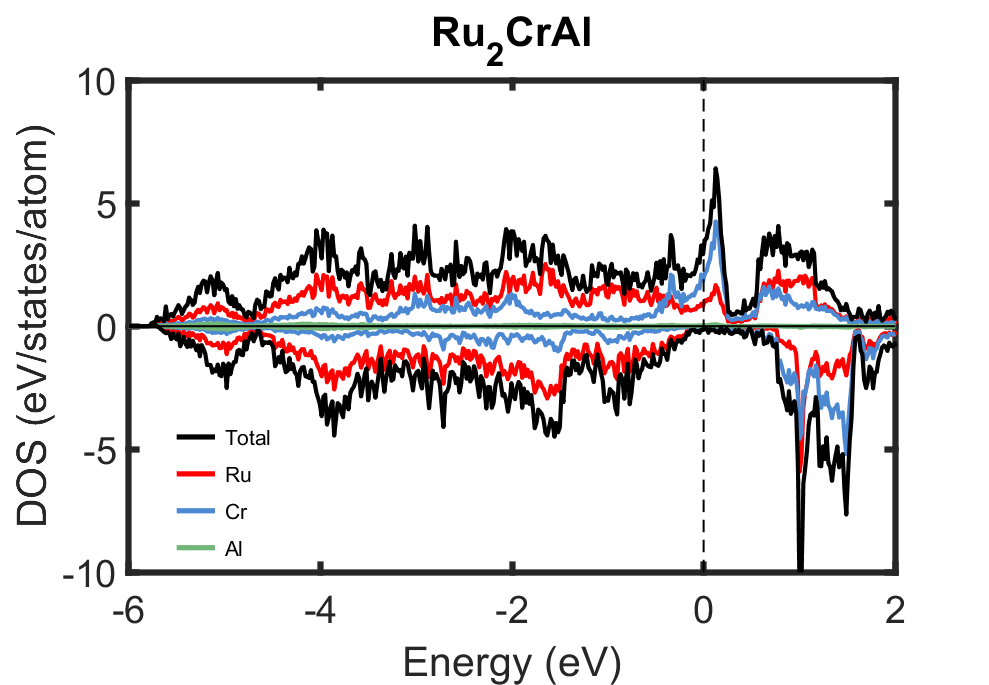 Ru₂CrAl
10
5
0
-5
-10
DOS (eV/states/atom)
Total
Ru
Cr
Al
-6 -4 -2 0 2
Energy (eV)